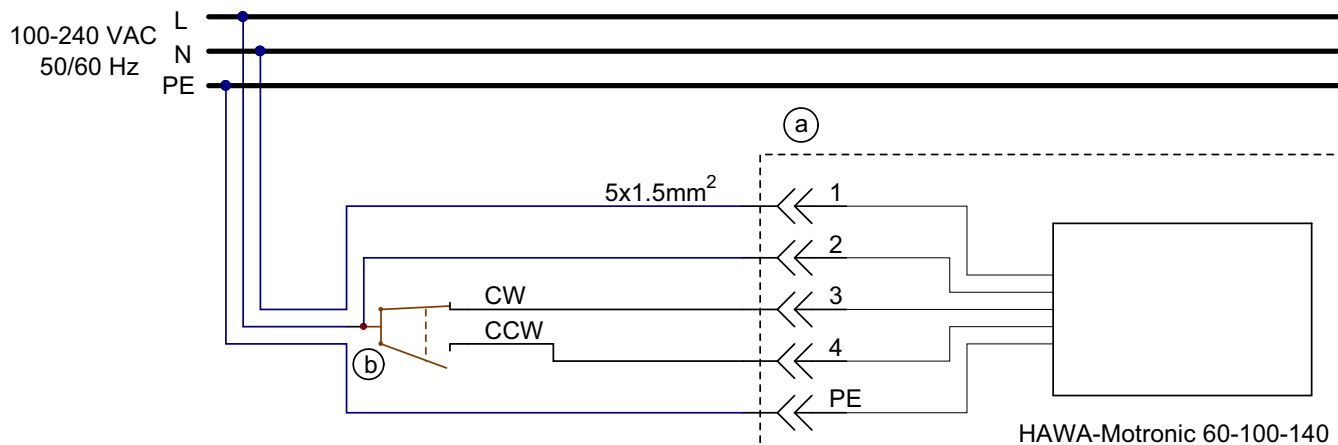 L
100-240 VAC
N
50/60 Hz
PE
a
5x1.5mm²
1
2
CW
3
CCW
4
b
PE
HAWA-Motronic 60-100-140